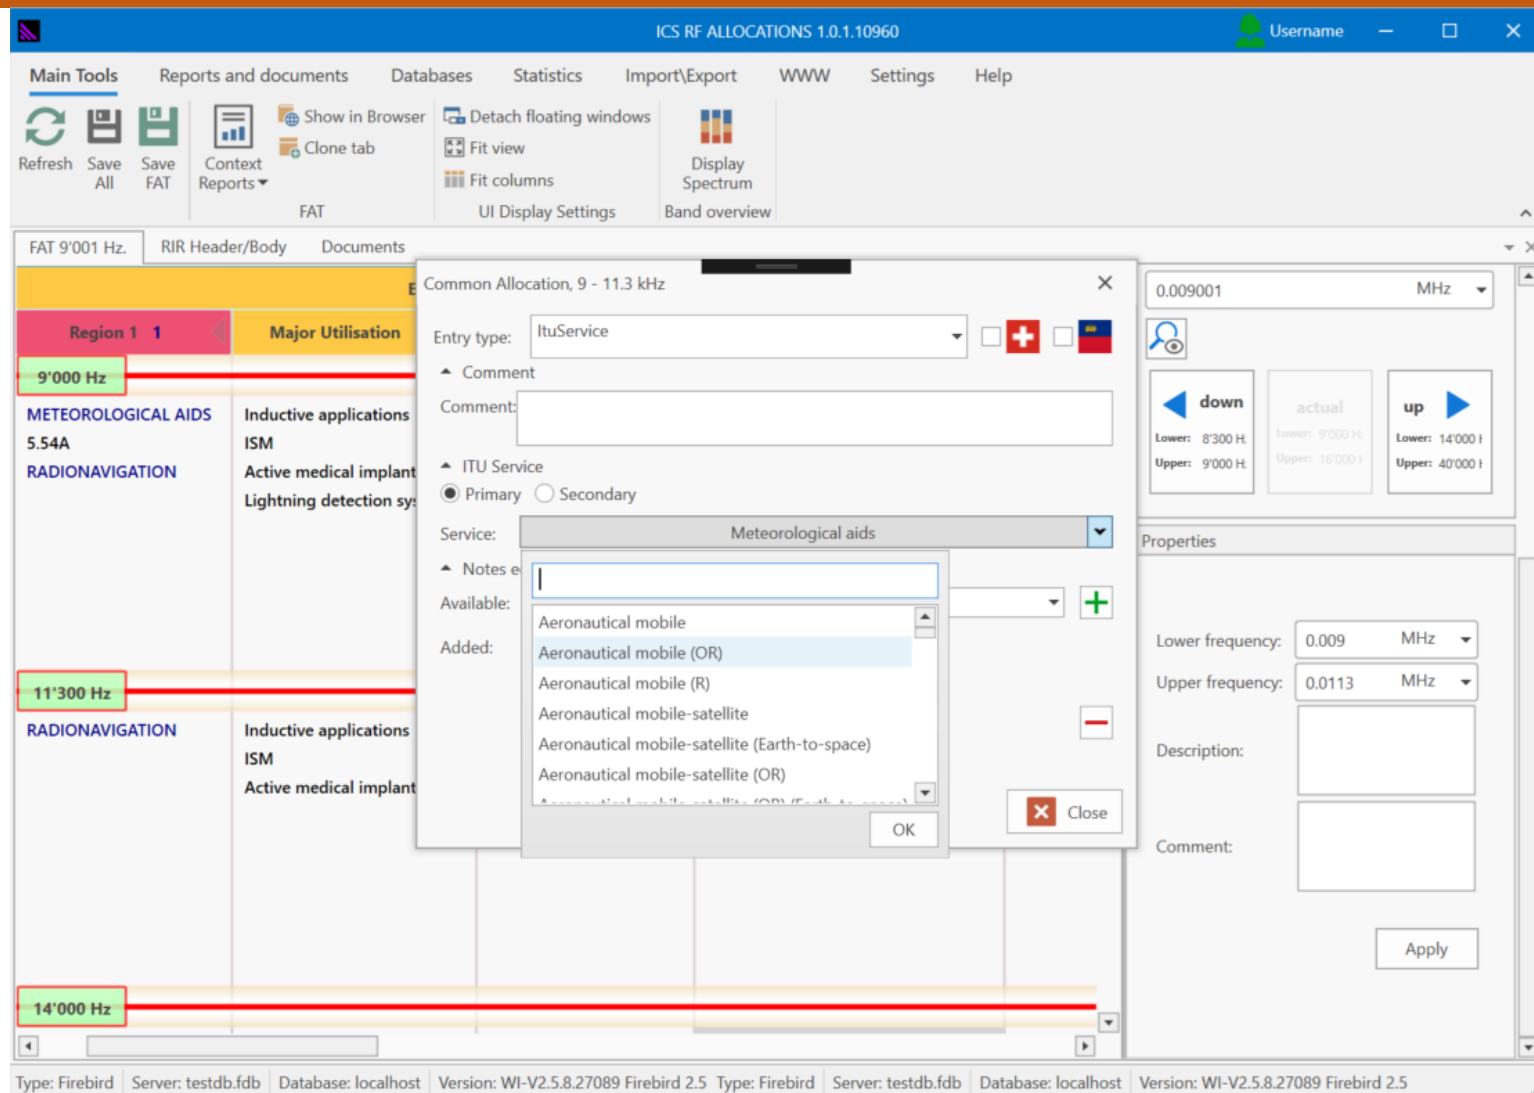 ICS RF ALLOCATIONS 1.0.1.10960
Username
Main Tools
Reports and documents
Databases
Statistics
Import\Export
WWW
Settings
Help
Refresh
Save All
Save FAT
Context Reports
Show in Browser
Clone tab
FAT
Detach floating windows
Fit view
Fit columns
UI Display Settings
Display Spectrum
Band overview
FAT 9'001 Hz.
RIR Header/Body
Documents
Region 1 1
Major Utilisation
9'000 Hz
METEOROLOGICAL AIDS
5.54A
RADIONAVIGATION
Inductive applications
ISM
Active medical implant
Lightning detection sy
11'300 Hz
RADIONAVIGATION
Inductive applications
ISM
Active medical implant
14'000 Hz
Common Allocation, 9 - 11.3 kHz
Entry type:
ItuService
Comment
Comment:
ITU Service
Primary
Secondary
Service:
Meteorological aids
Notes e
Available:
Added:
Aeronautical mobile
Aeronautical mobile (OR)
Aeronautical mobile (R)
Aeronautical mobile-satellite
Aeronautical mobile-satellite (Earth-to-space)
Aeronautical mobile-satellite (OR)
Aeronautical mobile-satellite (OR) (Earth-to-space)
OK
Close
0.009001
MHz
down
Lower: 8'300 H
Upper: 9'000 H
actual
Lower: 9'000 H
Upper: 16'000
up
Lower: 14'000 H
Upper: 40'000 H
Properties
Lower frequency:
0.009
MHz
Upper frequency:
0.0113
MHz
Description:
Comment:
Apply
Type: Firebird
Server: testdb.fdb
Database: localhost
Version: WI-V2.5.8.27089 Firebird 2.5
Type: Firebird
Server: testdb.fdb
Database: localhost
Version: WI-V2.5.8.27089 Firebird 2.5